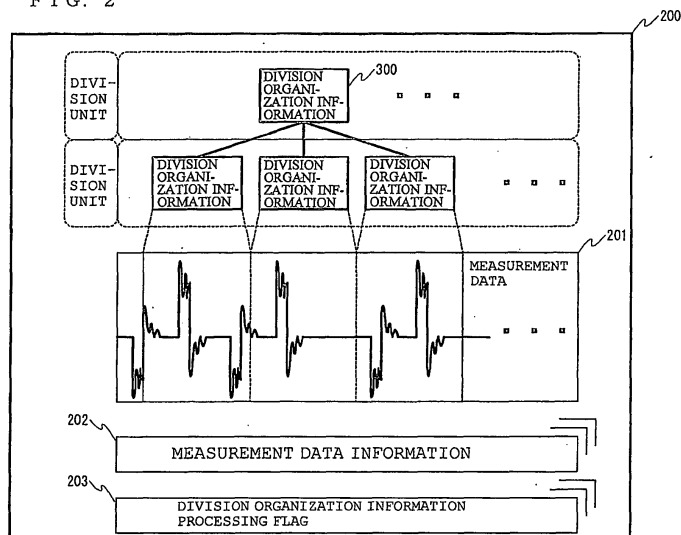 FIG. 2
200
DIVI-
SION
UNIT
DIVISION
ORGANI-
ZATION INF-
ORMATION
300
DIVI-
SION
UNIT
DIVISION
ORGANI-
ZATION INF-
ORMATION
DIVISION
ORGANI-
ZATION INF-
ORMATION
DIVISION
ORGANI-
ZATION INF-
ORMATION
201
MEASUREMENT
DATA
202
MEASUREMENT DATA INFORMATION
203
DIVISION ORGANIZATION INFORMATION
PROCESSING FLAG